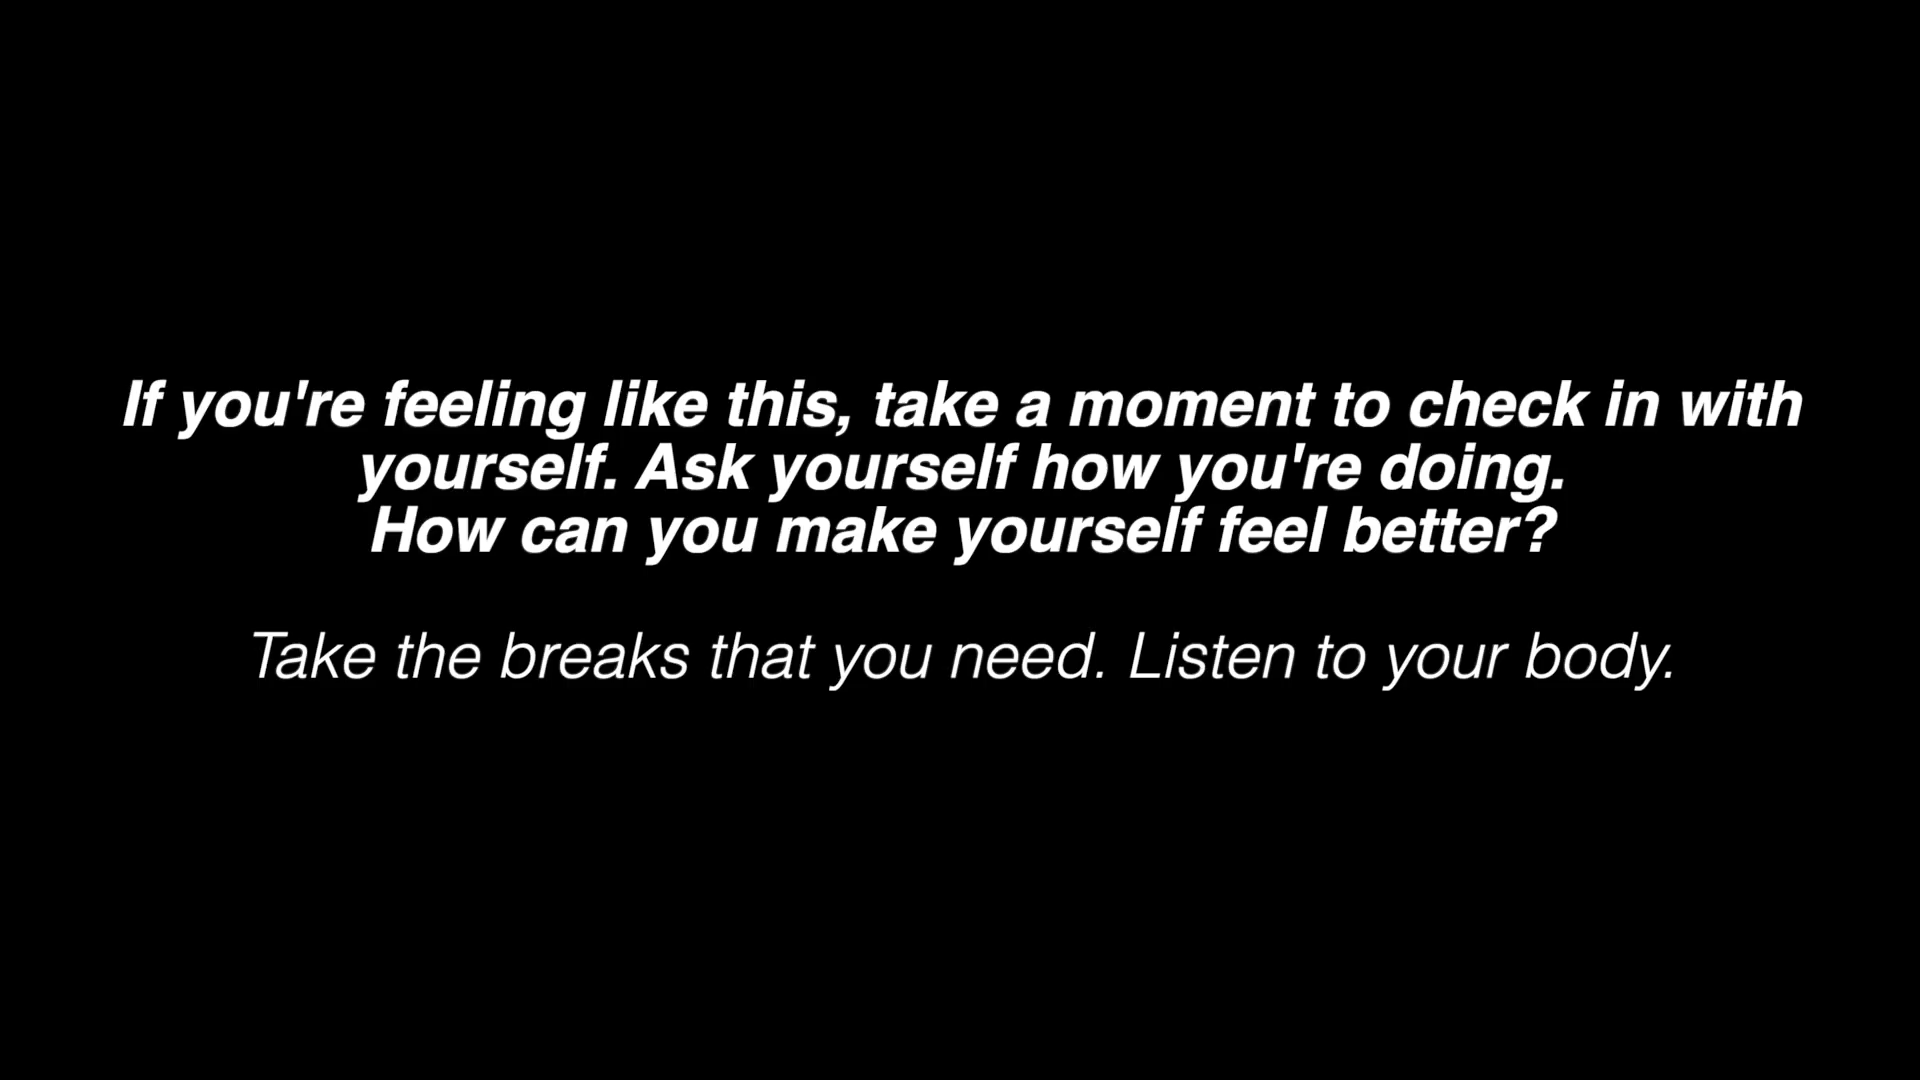 If you're feeling like this, take a moment to check in with
yourself. Ask yourself how you're doing.
How can you make yourself feel better?
Take the breaks that you need. Listen to your body.